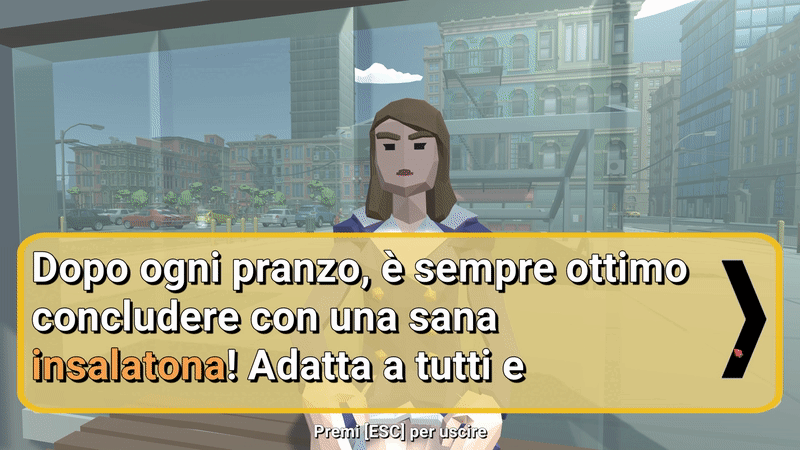 Dopo ogni pranzo, è sempre ottimo
concludere con una sana
insalatona! Adatta a tutti e
Premi [ESC] per uscire